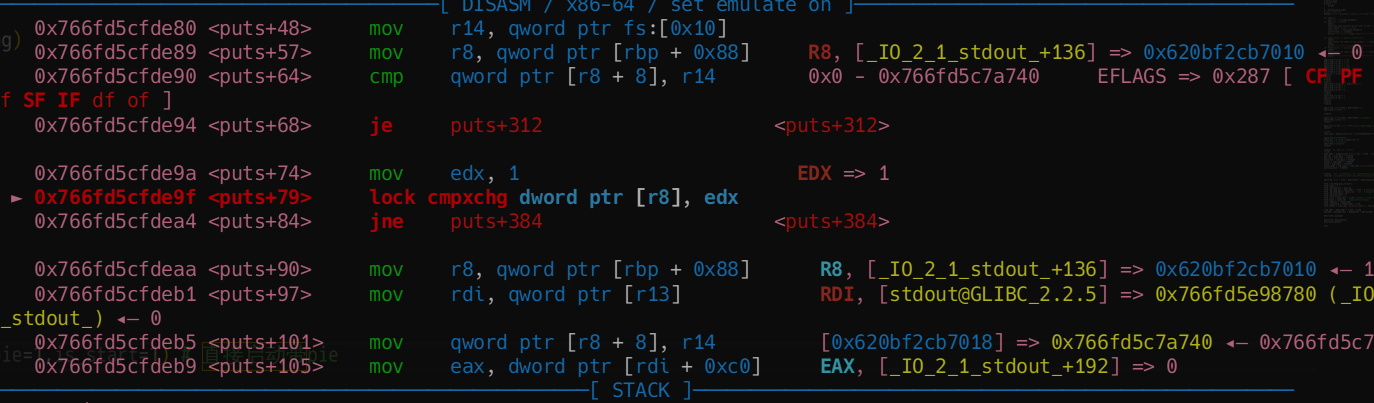 [ DISASM / x86-64 / set emulate on ]
0x766fd5cfde80 <puts+48> mov r14, qword ptr fs:[0x10]
g)
0x766fd5cfde89 <puts+57> mov r8, qword ptr [rbp + 0x88] R8, [_IO_2_1_stdout_+136] => 0x620bf2cb7010 ◂— 0
0x766fd5cfde90 <puts+64> cmp qword ptr [r8 + 8], r14 0x0 - 0x766fd5c7a740 EFLAGS => 0x287 [ CF PF
f SF IF df of ]
0x766fd5cfde94 <puts+68> je puts+312 <puts+312>
0x766fd5cfde9a <puts+74> mov edx, 1 EDX => 1
► 0x766fd5cfde9f <puts+79> lock cmpxchg dword ptr [r8], edx
0x766fd5cfdea4 <puts+84> jne puts+384 <puts+384>
0x766fd5cfdeaa <puts+90> mov r8, qword ptr [rbp + 0x88] R8, [_IO_2_1_stdout_+136] => 0x620bf2cb7010 ◂— 1
0x766fd5cfdeb1 <puts+97> mov rdi, qword ptr [r13] RDI, [stdout@GLIBC_2.2.5] => 0x766fd5e98780 (_IO
_stdout_) ◂— 0
0x766fd5cfdeb5 <puts+101> mov qword ptr [r8 + 8], r14 [0x620bf2cb7018] => 0x766fd5c7a740 ◂— 0x766fd5c7
0x766fd5cfdeb9 <puts+105> mov eax, dword ptr [rdi + 0xc0] EAX, [_IO_2_1_stdout_+192] => 0
[ STACK ]